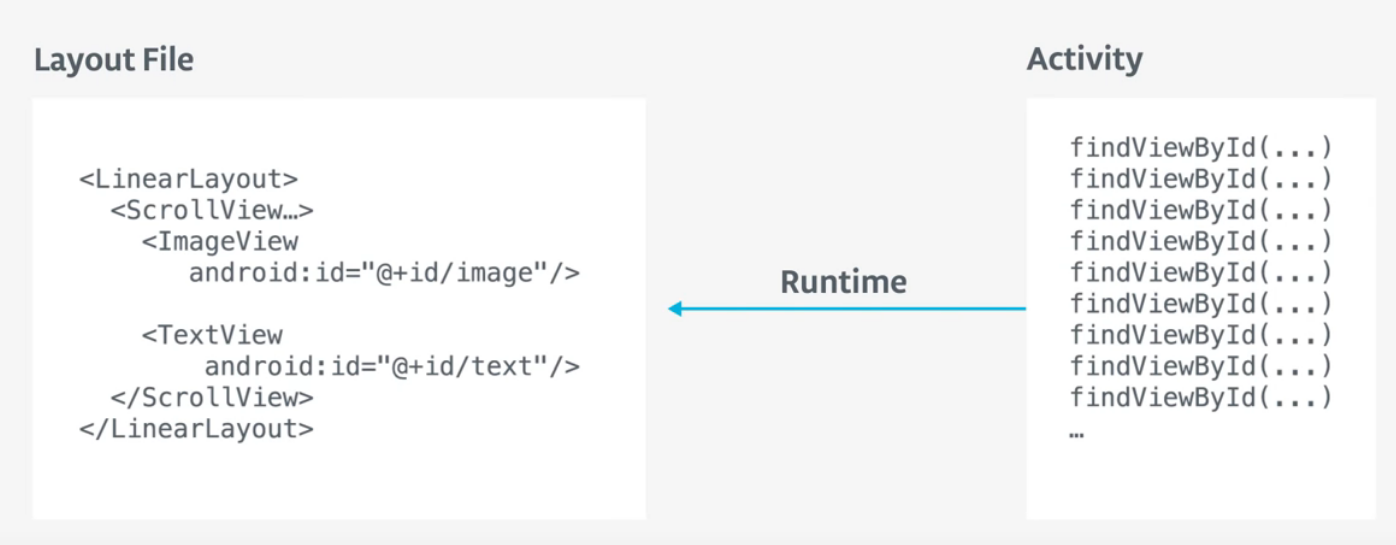 Layout File
<LinearLayout>
  <ScrollView…>
    <ImageView
       android:id="@+id/image"/>
    <TextView
        android:id="@+id/text"/>
  </ScrollView>
</LinearLayout>
Runtime
Activity
findViewById(...)
findViewById(...)
findViewById(...)
findViewById(...)
findViewById(...)
findViewById(...)
findViewById(...)
findViewById(...)
findViewById(...)
…